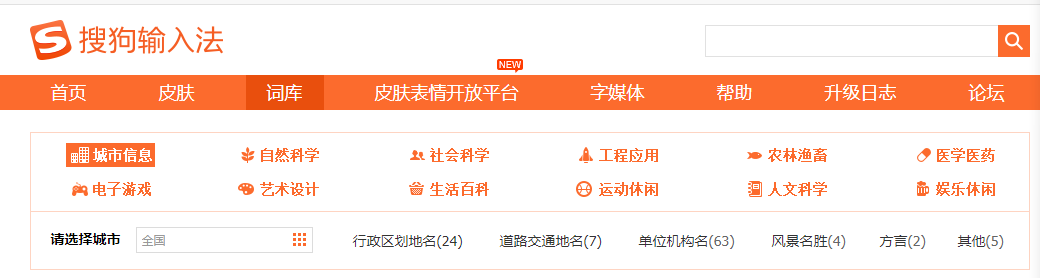 搜狗输入法
NEW
首页 皮肤 词库 皮肤表情开放平台 字媒体 帮助 升级日志 论坛
城市信息 自然科学 社会科学 工程应用 农林渔畜 医学医药
电子游戏 艺术设计 生活百科 运动休闲 人文科学 娱乐休闲
请选择城市 全国 行政区划地名(24) 道路交通地名(7) 单位机构名(63) 风景名胜(4) 方言(2) 其他(5)